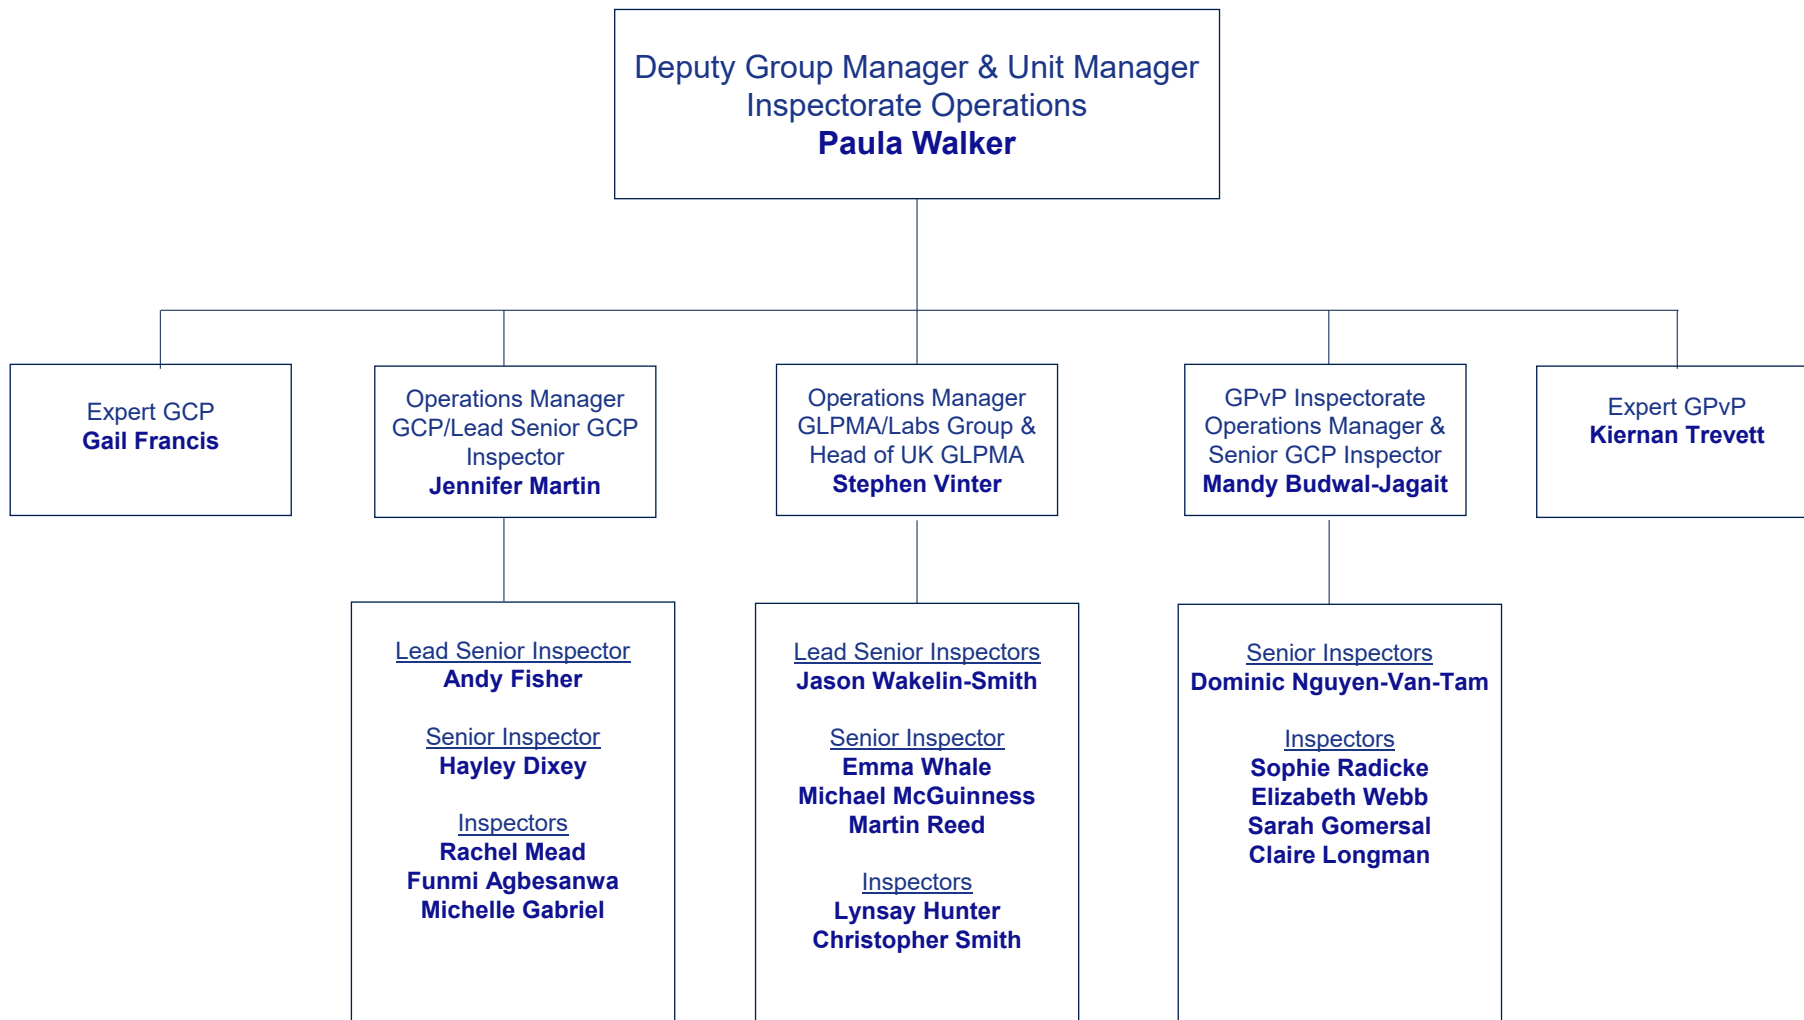 Deputy Group Manager & Unit Manager
Inspectorate Operations
Paula Walker
Expert GCP
Gail Francis
Operations Manager
GCP/Lead Senior GCP
Inspector
Jennifer Martin
Operations Manager
GLPMA/Labs Group &
Head of UK GLPMA
Stephen Vinter
GPvP Inspectorate
Operations Manager &
Senior GCP Inspector
Mandy Budwal-Jagait
Expert GPvP
Kiernan Trevett
Lead Senior Inspector
Andy Fisher
Senior Inspector
Hayley Dixey
Inspectors
Rachel Mead
Funmi Agbesanwa
Michelle Gabriel
Lead Senior Inspectors
Jason Wakelin-Smith
Senior Inspector
Emma Whale
Michael McGuinness
Martin Reed
Inspectors
Lynsay Hunter
Christopher Smith
Senior Inspectors
Dominic Nguyen-Van-Tam
Inspectors
Sophie Radicke
Elizabeth Webb
Sarah Gomersal
Claire Longman